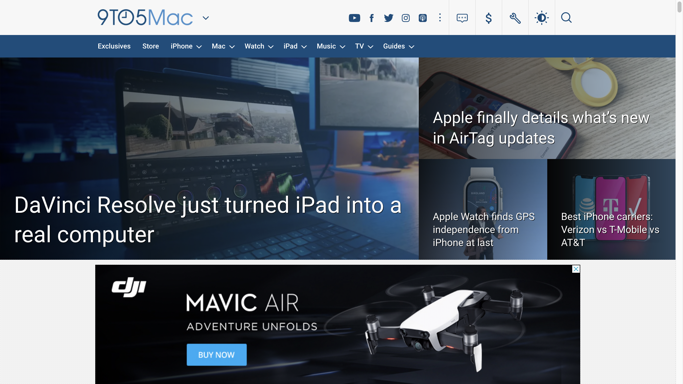 9TO5Mac
$
Exclusives Store iPhone Mac Watch iPad Music TV Guides
DaVinci Resolve just turned iPad into a
real computer
Apple finally details what's new
in AirTag updates
Apple Watch finds GPS
independence from
iPhone at last
Best iPhone carriers:
Verizon vs T-Mobile vs
AT&T
dji
MAVIC AIR
ADVENTURE UNFOLDS
BUY NOW